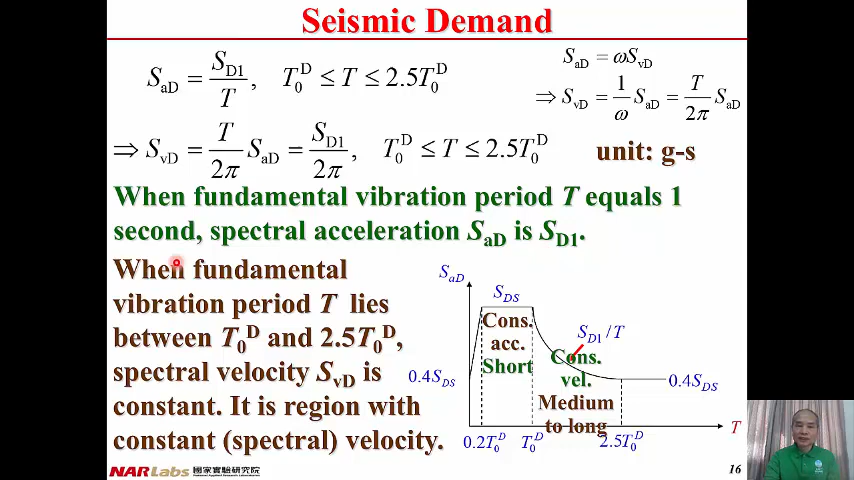 Seismic Demand
S_aD = S_D1 / T, T_0^D ≤ T ≤ 2.5T_0^D
S_aD = ωS_vD
⇒ S_vD = 1/ω S_aD = T/2π S_aD
⇒ S_vD = T/2π S_aD = S_D1/2π, T_0^D ≤ T ≤ 2.5T_0^D
unit: g-s
When fundamental vibration period T equals 1
second, spectral acceleration S_aD is S_D1.
When fundamental
vibration period T lies
between T_0^D and 2.5T_0^D,
spectral velocity S_vD is
constant. It is region with
constant (spectral) velocity.
S_aD
S_DS
Cons.
acc.
Short
S_D1 / T
Cons.
vel.
Medium
to long
0.4S_DS
0.4S_DS
0.2T_0^D
T_0^D
2.5T_0^D
T
NARLabs 國家實驗研究院
16